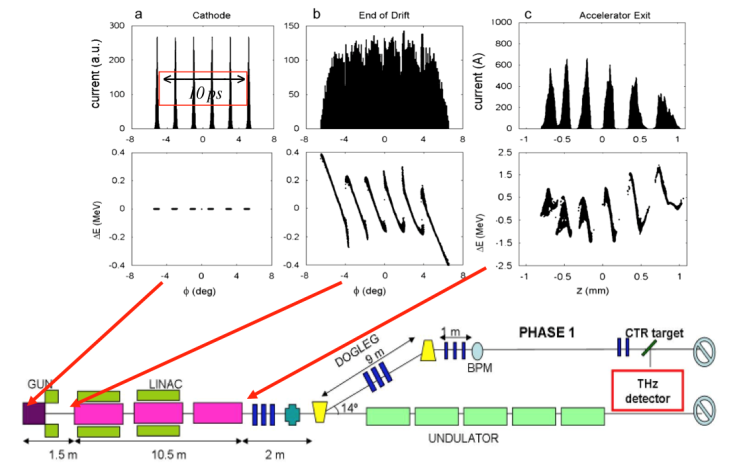 a Cathode
b End of Drift
c Accelerator Exit
current (a.u.)
300
250
200
150
100
50
0
10 ps
-8 -4 0 4 8
150
125
100
75
50
25
0
-8 -4 0 4 8
current (A)
1000
800
600
400
200
0
-1 -0.5 0 0.5 1
ΔE (MeV)
0.4
0.2
0
-0.2
-0.4
-8 -4 0 4 8
ϕ (deg)
0.4
0.2
0
-0.2
-0.4
-8 -4 0 4 8
ϕ (deg)
ΔE (MeV)
2.5
1.5
0.5
-0.5
-1.5
-2.5
-1 -0.5 0 0.5 1
z (mm)
DOGLEG
9 m
1 m
BPM
PHASE 1
CTR target
THz
detector
GUN
LINAC
14º
UNDULATOR
1.5 m
10.5 m
2 m